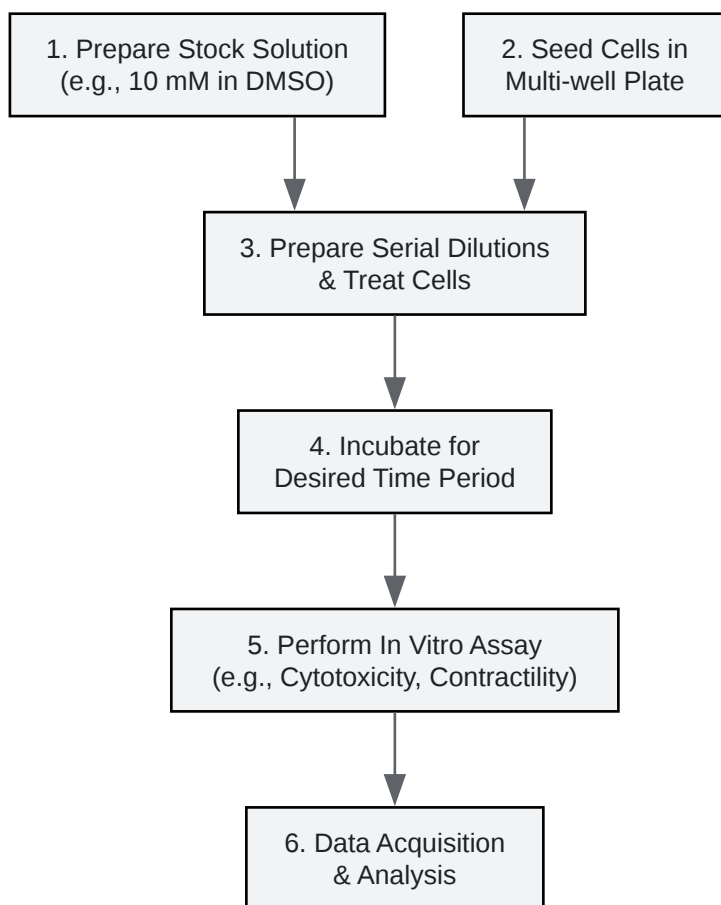 1. Prepare Stock Solution
(e.g., 10 mM in DMSO)
2. Seed Cells in
Multi-well Plate
3. Prepare Serial Dilutions
& Treat Cells
4. Incubate for
Desired Time Period
5. Perform In Vitro Assay
(e.g., Cytotoxicity, Contractility)
6. Data Acquisition
& Analysis